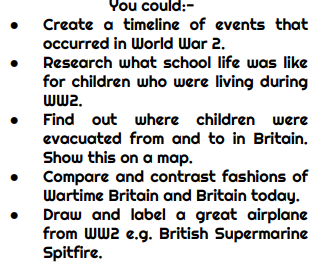 You could:-
• Create a timeline of events that
occurred in World War 2.
• Research what school life was like
for children who were living during
WW2.
• Find out where children were
evacuated from and to in Britain.
Show this on a map.
• Compare and contrast fashions of
Wartime Britain and Britain today.
• Draw and label a great airplane
from WW2 e.g. British Supermarine
Spitfire.